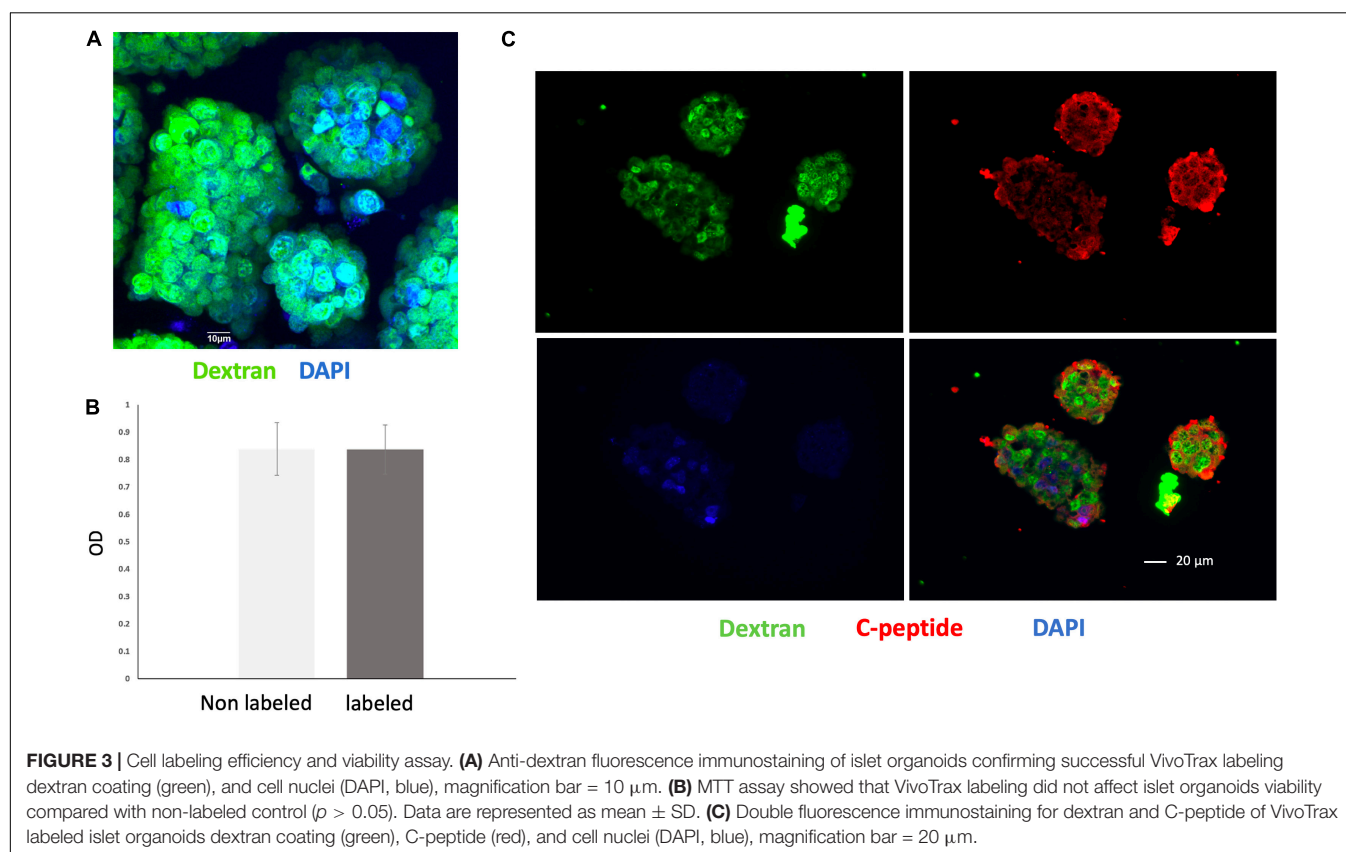 A
10μm
Dextran DAPI
B
1
0.9
0.8
0.7
0.6
0.5
0.4
0.3
0.2
0.1
0
OD
Non labeled labeled
C
20 μm
Dextran C-peptide DAPI
FIGURE 3 | Cell labeling efficiency and viability assay. (A) Anti-dextran fluorescence immunostaining of islet organoids confirming successful VivoTrax labeling
dextran coating (green), and cell nuclei (DAPI, blue), magnification bar = 10 μm. (B) MTT assay showed that VivoTrax labeling did not affect islet organoids viability
compared with non-labeled control (p > 0.05). Data are represented as mean ± SD. (C) Double fluorescence immunostaining for dextran and C-peptide of VivoTrax
labeled islet organoids dextran coating (green), C-peptide (red), and cell nuclei (DAPI, blue), magnification bar = 20 μm.